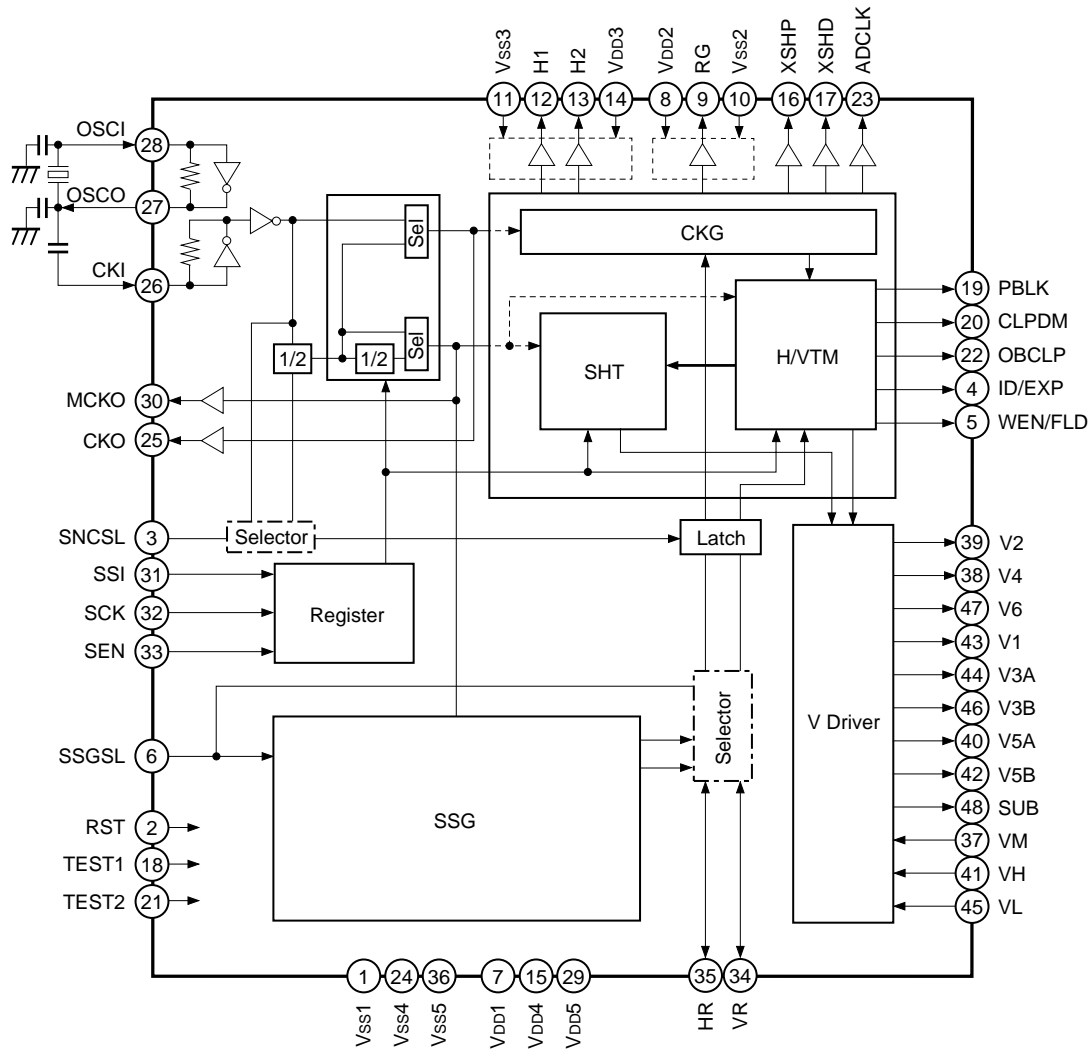 VSS3
H1
H2
VDD3
VDD2
RG
VSS2
XSHP
XSHD
ADCLK
11
12
13
14
8
9
10
16
17
23
OSCI
28
OSCO
27
CKI
26
Sel
CKG
1/2
1/2
Sel
SHT
H/VTM
19
PBLK
20
CLPDM
22
OBCLP
4
ID/EXP
5
WEN/FLD
MCKO
30
CKO
25
SNCSL
3
Selector
Latch
SSI
31
SCK
32
SEN
33
Register
V Driver
39
V2
38
V4
47
V6
43
V1
44
V3A
46
V3B
40
V5A
42
V5B
48
SUB
37
VM
41
VH
45
VL
SSGSL
6
SSG
Selector
RST
2
TEST1
18
TEST2
21
1
24
36
7
15
29
35
34
VSS1
VSS4
VSS5
VDD1
VDD4
VDD5
HR
VR